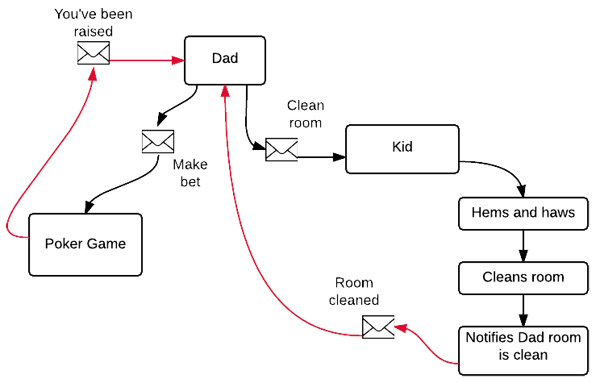 You've been
raised
Dad
Clean
room
Kid
Make
bet
Poker Game
Hems and haws
Cleans room
Room
cleaned
Notifies Dad room
is clean